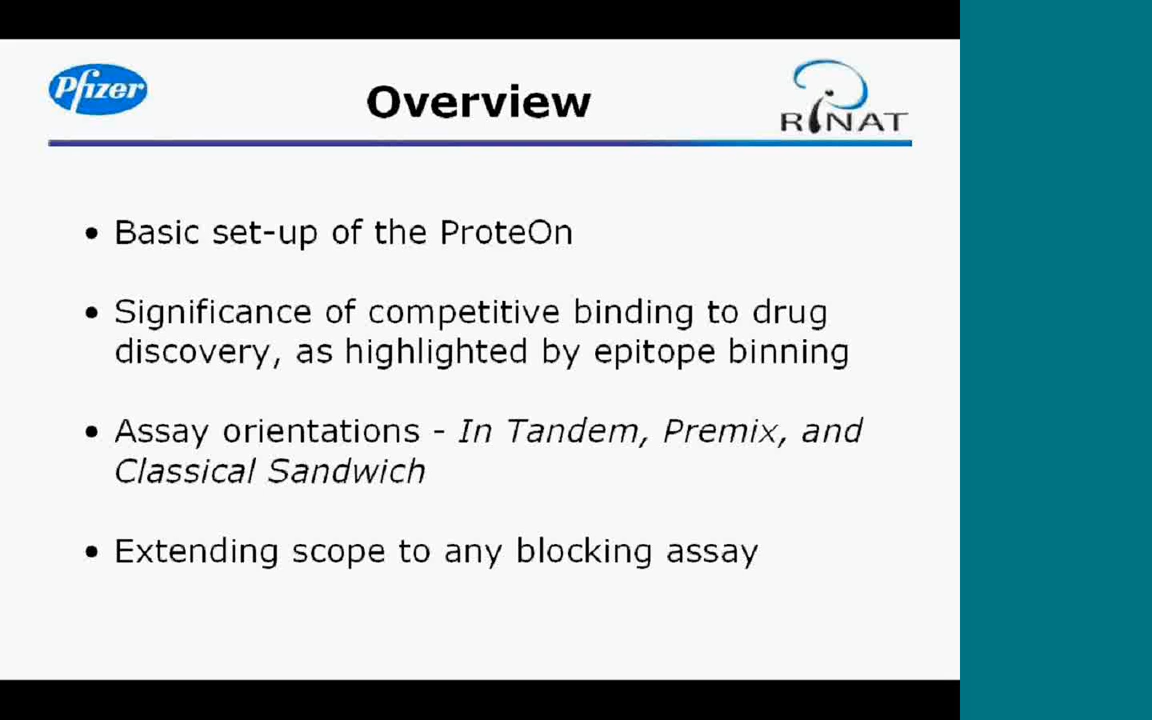 Pfizer
Overview
RINAT
• Basic set-up of the ProteOn
• Significance of competitive binding to drug
discovery, as highlighted by epitope binning
• Assay orientations - In Tandem, Premix, and
Classical Sandwich
• Extending scope to any blocking assay